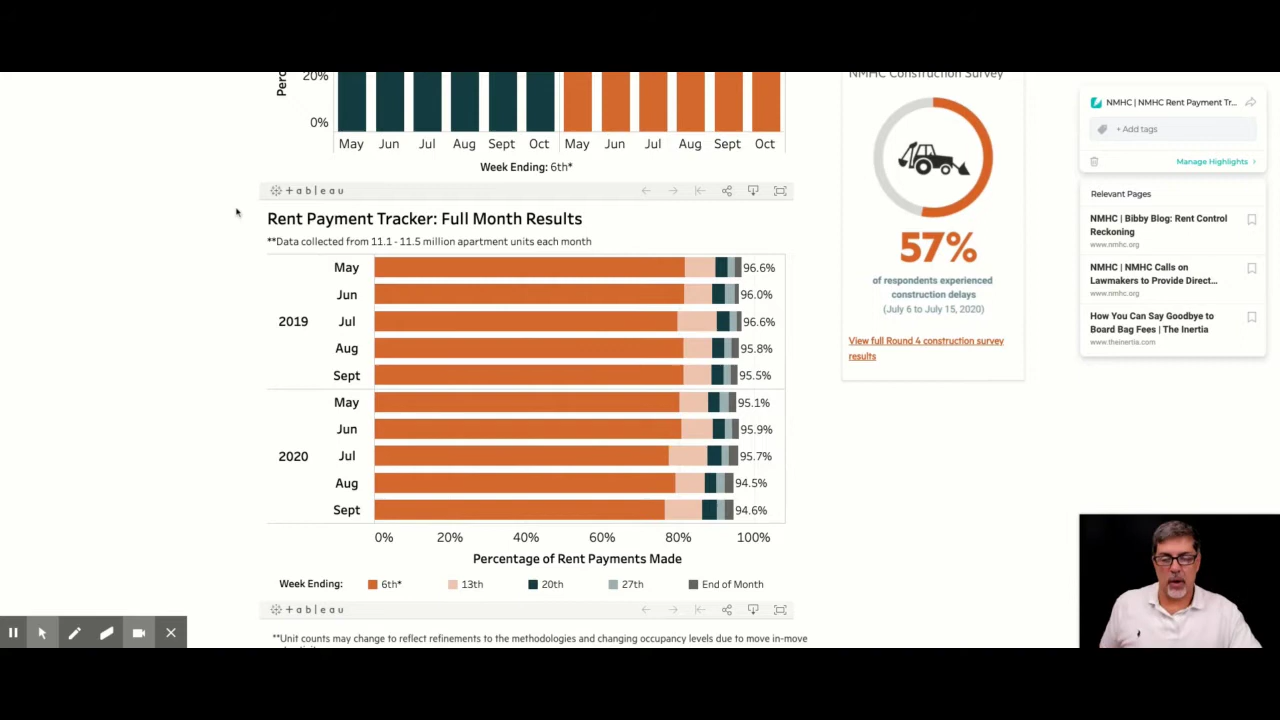 Perc
20%
0%
May Jun Jul Aug Sept Oct May Jun Jul Aug Sept Oct
Week Ending: 6th*
+ableau
Rent Payment Tracker: Full Month Results
**Data collected from 11.1 - 11.5 million apartment units each month
May 96.6%
Jun 96.0%
2019 Jul 96.6%
Aug 95.8%
Sept 95.5%
May 95.1%
Jun 95.9%
2020 Jul 95.7%
Aug 94.5%
Sept 94.6%
0% 20% 40% 60% 80% 100%
Percentage of Rent Payments Made
Week Ending: 6th* 13th 20th 27th End of Month
+ableau
**Unit counts may change to reflect refinements to the methodologies and changing occupancy levels due to move in-move
NMHC Construction Survey
57%
of respondents experienced
construction delays
(July 6 to July 15, 2020)
View full Round 4 construction survey
results
NMHC | NMHC Rent Payment Tr...
+ Add tags
Manage Highlights >
Relevant Pages
NMHC | Bibby Blog: Rent Control
Reckoning
www.nmhc.org
NMHC | NMHC Calls on
Lawmakers to Provide Direct...
www.nmhc.org
How You Can Say Goodbye to
Board Bag Fees | The Inertia
www.theinertia.com